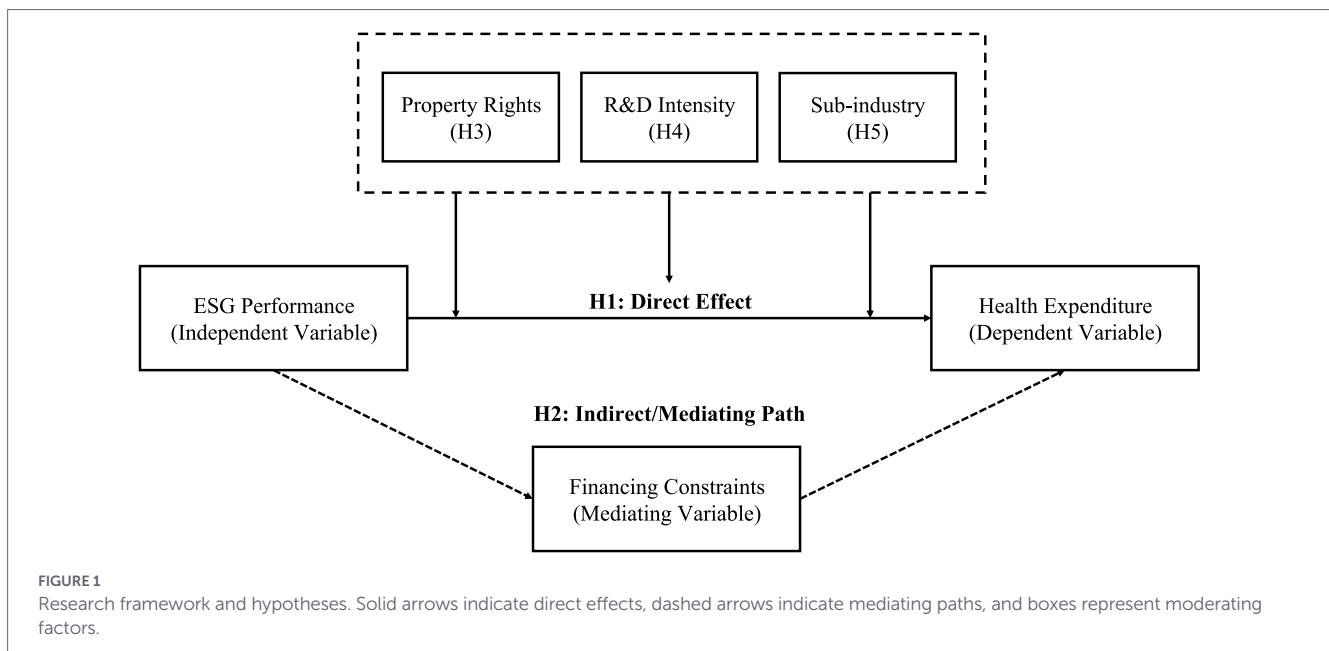 Property Rights
(H3)
R&D Intensity
(H4)
Sub-industry
(H5)
ESG Performance
(Independent Variable)
H1: Direct Effect
Health Expenditure
(Dependent Variable)
H2: Indirect/Mediating Path
Financing Constraints
(Mediating Variable)
FIGURE 1
Research framework and hypotheses. Solid arrows indicate direct effects, dashed arrows indicate mediating paths, and boxes represent moderating
factors.